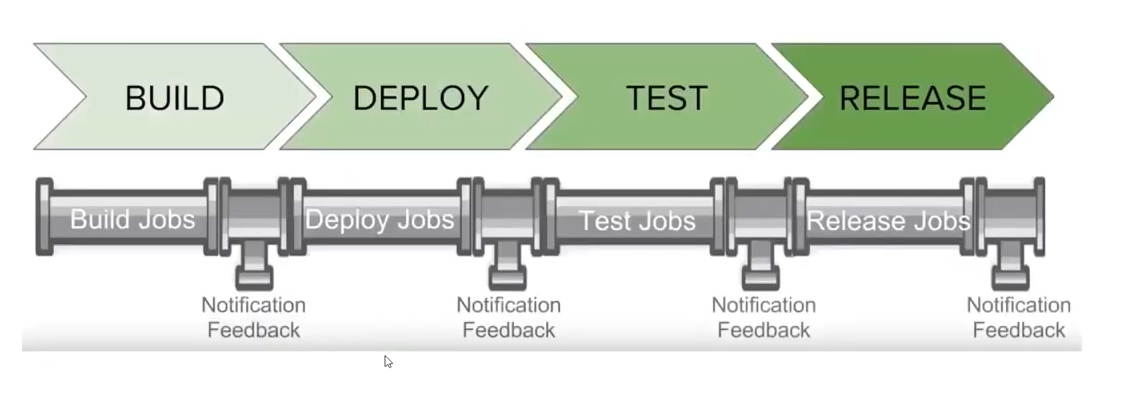 BUILD
DEPLOY
TEST
RELEASE
Build Jobs
Deploy Jobs
Test Jobs
Release Jobs
Notification
Feedback
Notification
Feedback
Notification
Feedback
Notification
Feedback